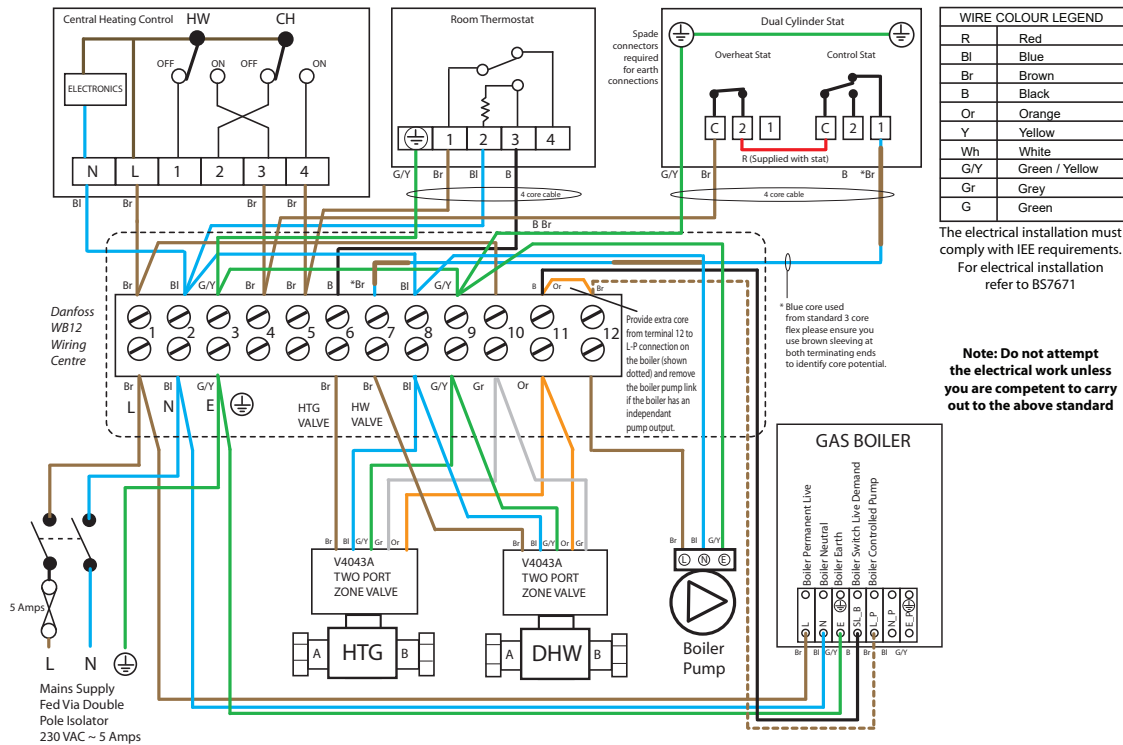 Central Heating Control
HW
CH
OFF
ON
OFF
ON
ELECTRONICS
N
L
1
2
3
4
Bl
Br
Br
Br
Room Thermostat
1
2
3
4
G/Y
Br
Bl
B
4 core cable
Dual Cylinder Stat
Spade
connectors
required
for earth
connections
Overheat Stat
Control Stat
C
2
1
C
2
1
R (Supplied with stat)
G/Y
Br
B
*Br
4 core cable
WIRE COLOUR LEGEND
R Red
Bl Blue
Br Brown
B Black
Or Orange
Y Yellow
Wh White
G/Y Green / Yellow
Gr Grey
G Green
The electrical installation must
comply with IEE requirements.
For electrical installation
refer to BS7671
Note: Do not attempt
the electrical work unless
you are competent to carry
out to the above standard
B Br
Br
Bl
G/Y
Br
Br
B
*Br
Bl
G/Y
B
Or
Br
Danfoss
WB12
Wiring
Centre
1
2
3
4
5
6
7
8
9
10
11
12
Provide extra core
from terminal 12 to
L-P connection on
the boiler (shown
dotted) and remove
the boiler pump link
if the boiler has an
independant
pump output.
* Blue core used
from standard 3 core
flex please ensure you
use brown sleeving at
both terminating ends
to identify core potential.
Br
Bl
G/Y
Br
Br
Bl
G/Y
Gr
Or
L
N
E
HTG
VALVE
HW
VALVE
5 Amps
L
N
Mains Supply
Fed Via Double
Pole Isolator
230 VAC ~ 5 Amps
Br
Bl
G/Y
Gr
Or
V4043A
TWO PORT
ZONE VALVE
A
HTG
B
Br
Bl
G/Y
Or
Gr
V4043A
TWO PORT
ZONE VALVE
A
DHW
B
Br
Bl
G/Y
L
N
E
Boiler
Pump
GAS BOILER
Boiler Permanent Live
Boiler Neutral
Boiler Earth
Boiler Switch Live Demand
Boiler Controlled Pump
L
N
E
SL_B
L_P
N_P
E_P
Br
Bl
G/Y
B
Br
Bl
G/Y